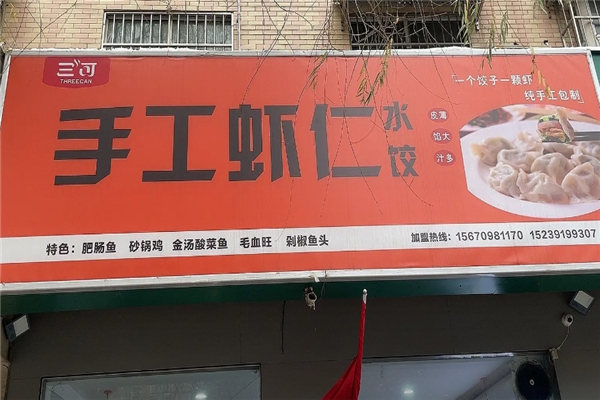 三可
THREECAN
手工虾仁水饺
皮薄
馅大
汁多
一个饺子一颗虾
纯手工包制
特色：肥肠鱼 砂锅鸡 金汤酸菜鱼 毛血旺 剁椒鱼头
加盟热线：15670981170 15239199307